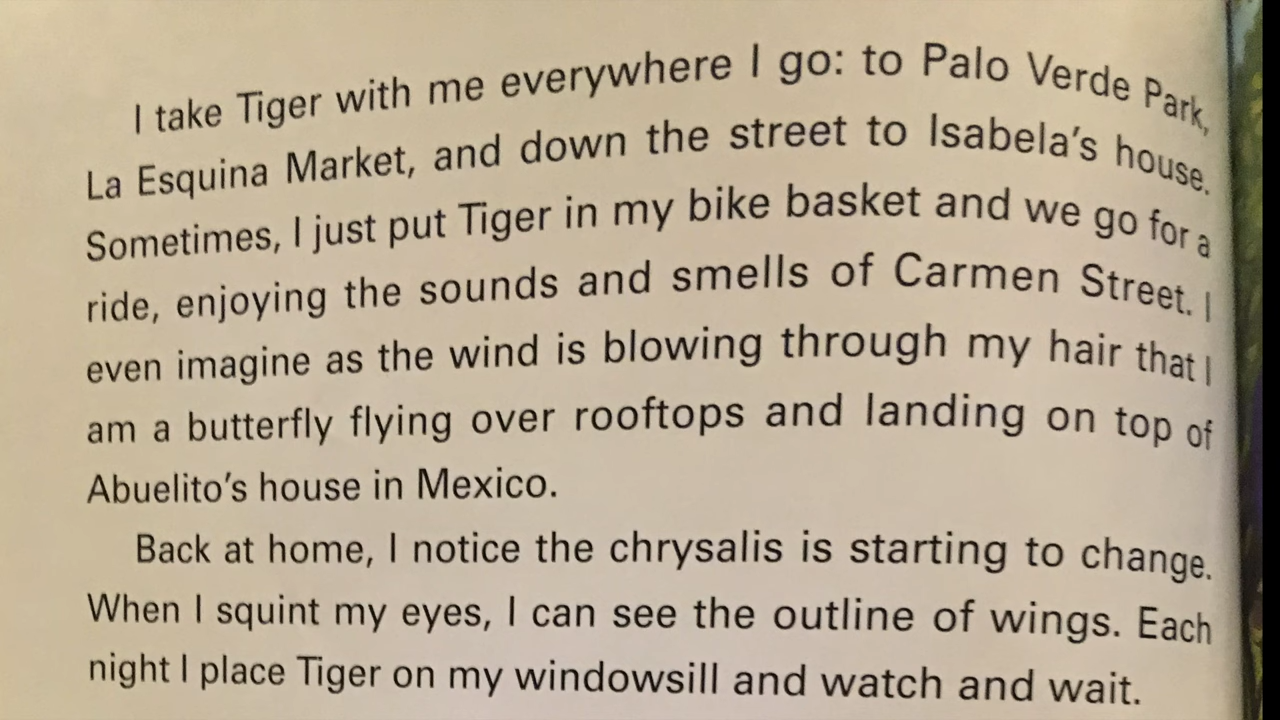 I take Tiger with me everywhere I go: to Palo Verde Park,
La Esquina Market, and down the street to Isabela's house.
Sometimes, I just put Tiger in my bike basket and we go for a
ride, enjoying the sounds and smells of Carmen Street. I
even imagine as the wind is blowing through my hair that I
am a butterfly flying over rooftops and landing on top of
Abuelito's house in Mexico.
Back at home, I notice the chrysalis is starting to change.
When I squint my eyes, I can see the outline of wings. Each
night I place Tiger on my windowsill and watch and wait.